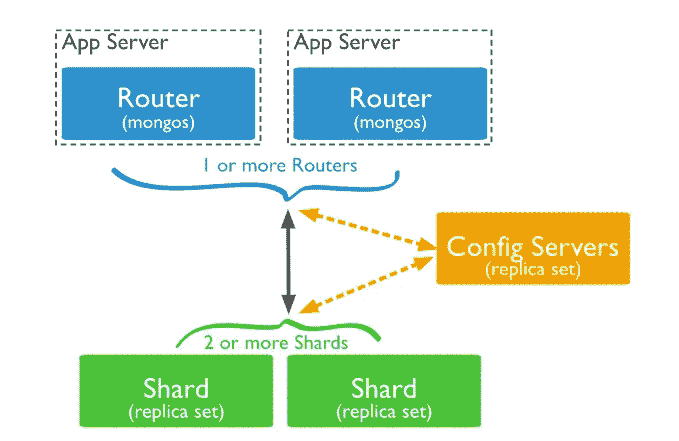 App Server
App Server
Router
(mongos)
Router
(mongos)
1 or more Routers
Config Servers
(replica set)
2 or more Shards
Shard
(replica set)
Shard
(replica set)